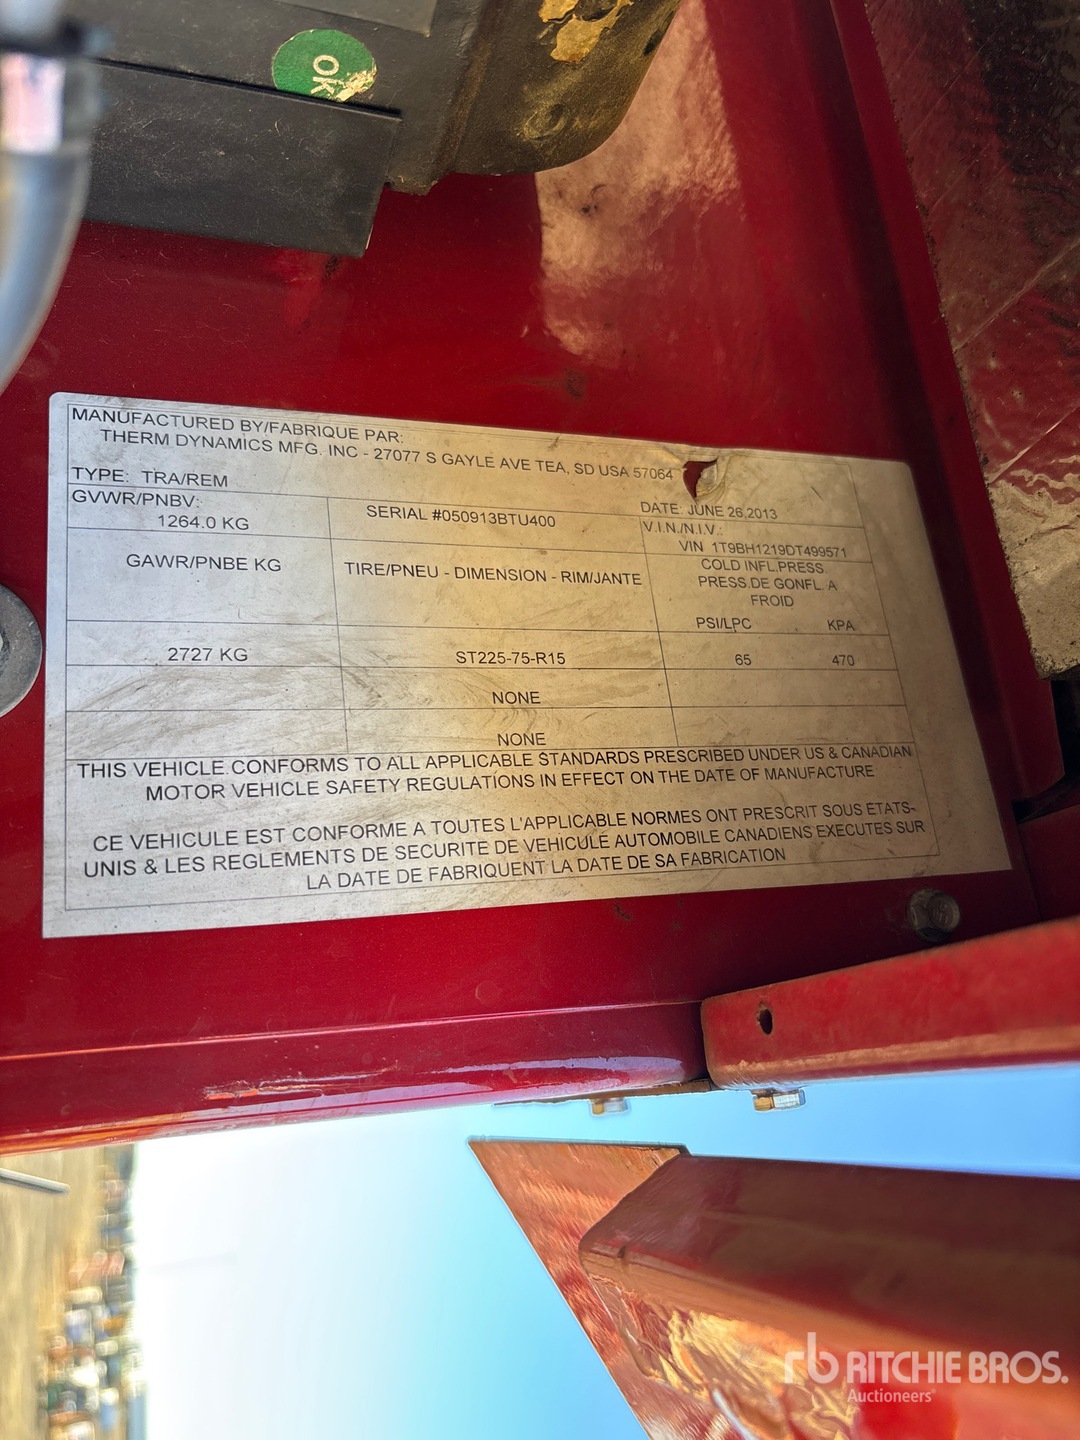 OK
MANUFACTURED BY/FABRIQUE PAR:
THERM DYNAMICS MFG. INC - 27077 S GAYLE AVE TEA, SD USA 57064
TYPE: TRA/REM
DATE: JUNE 26,2013
GVWR/PNBV:
1264.0 KG
SERIAL #050913BTU400
V.I.N./N.I.V.:
VIN 1T9BH1219DT499571
GAWR/PNBE KG
TIRE/PNEU - DIMENSION - RIM/JANTE
COLD INFL.PRESS
PRESS.DE GONFL. A
FROID
PSI/LPC KPA
2727 KG ST225-75-R15 65 470
NONE
NONE
THIS VEHICLE CONFORMS TO ALL APPLICABLE STANDARDS PRESCRIBED UNDER US & CANADIAN
MOTOR VEHICLE SAFETY REGULATIONS IN EFFECT ON THE DATE OF MANUFACTURE
CE VEHICULE EST CONFORME A TOUTES L'APPLICABLE NORMES ONT PRESCRIT SOUS ETATS-
UNIS & LES REGLEMENTS DE SECURITE DE VEHICULE AUTOMOBILE CANADIENS EXECUTES SUR
LA DATE DE FABRIQUENT LA DATE DE SA FABRICATION
rb RITCHIE BROS.
Auctioneers